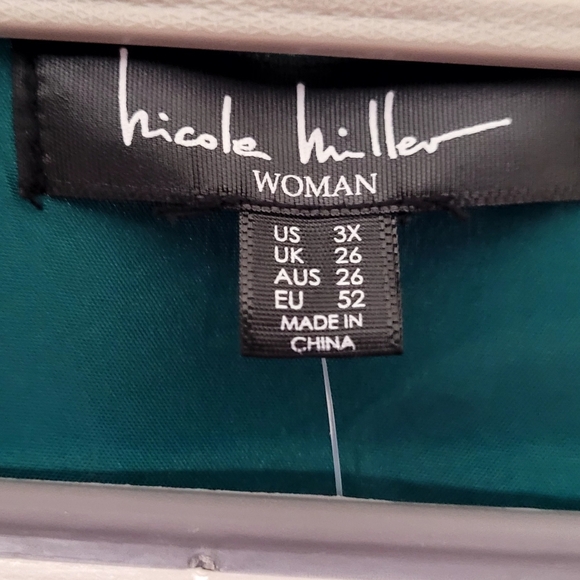 nicole miller
WOMAN
US 3X
UK 26
AUS 26
EU 52
MADE IN
CHINA